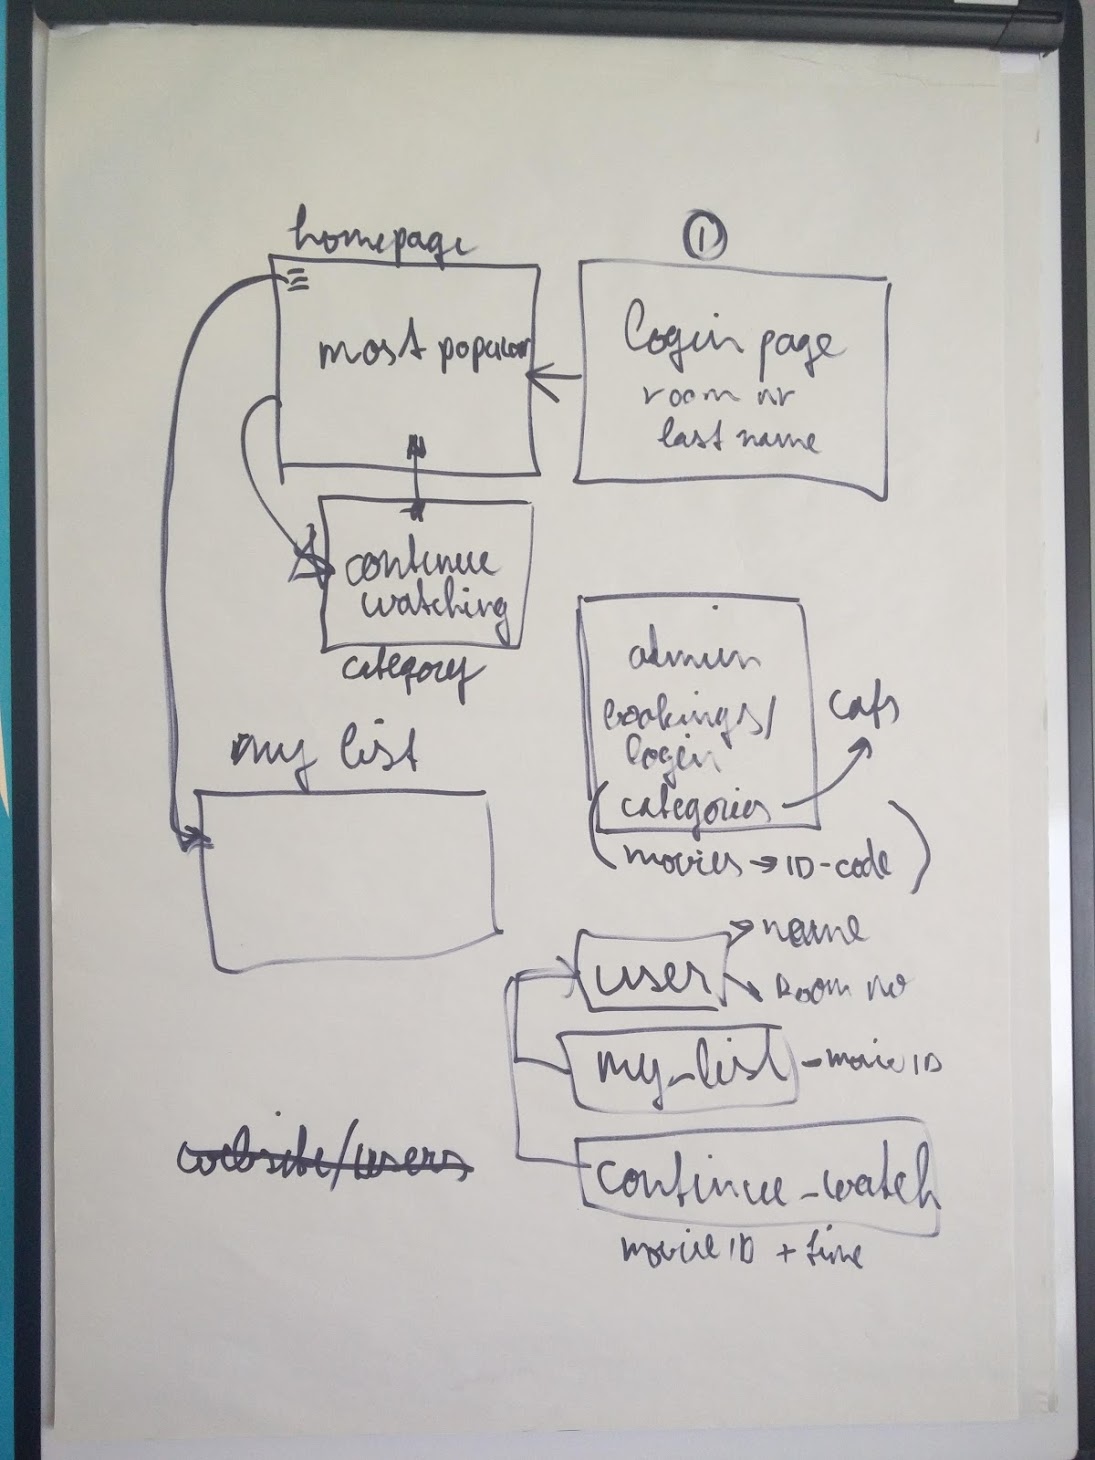 homepage
most popular
1
Login page
room nr
last name
continue
watching
category
my list
admin
bookings/
login
categories
cats
movies → ID-code
user
name
Room no
my_list - movie ID
continue_watch
movie ID + time
website/users